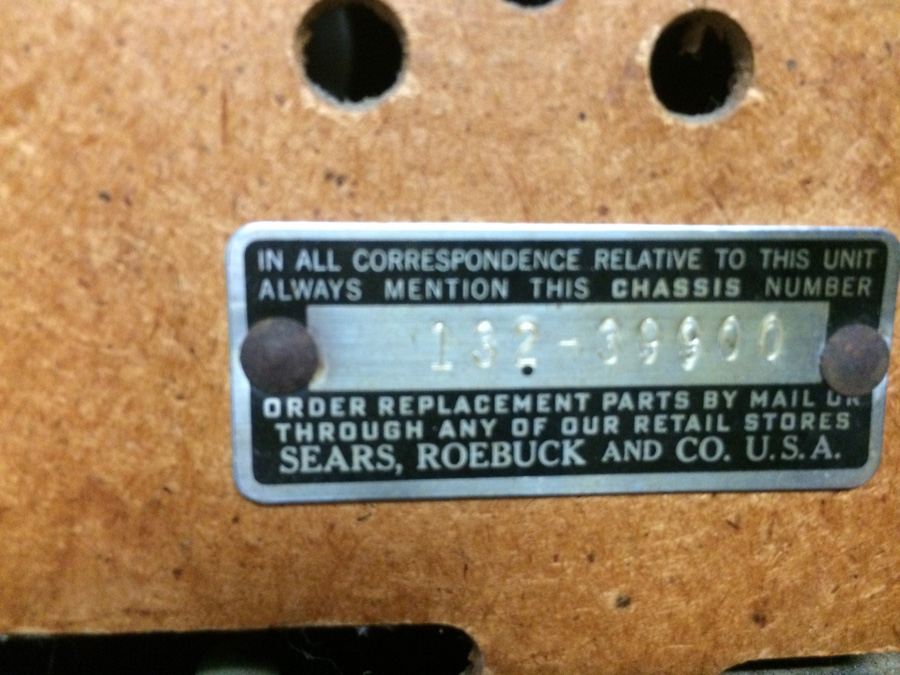 IN ALL CORRESPONDENCE RELATIVE TO THIS UNIT
ALWAYS MENTION THIS CHASSIS NUMBER
132-39900
ORDER REPLACEMENT PARTS BY MAIL OR
THROUGH ANY OF OUR RETAIL STORES
SEARS, ROEBUCK AND CO. U.S.A.